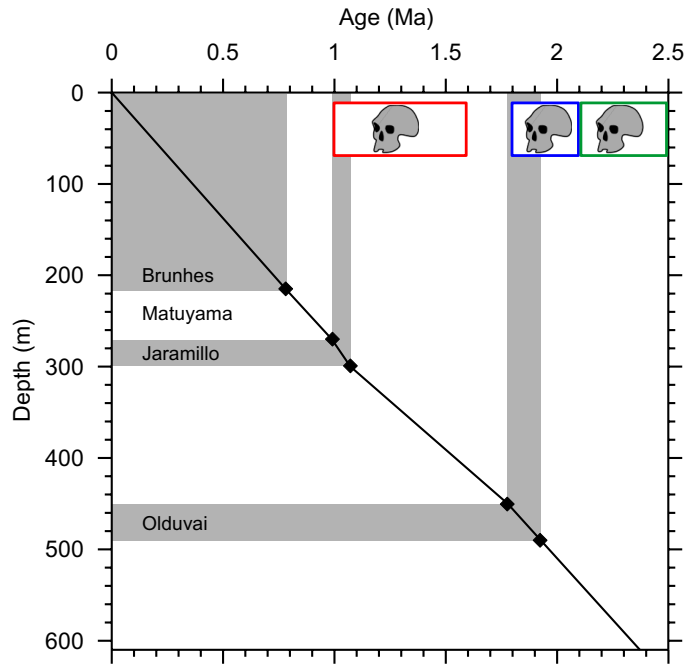 Age (Ma)
0 0.5 1 1.5 2 2.5
0
100
200
Brunhes
Matuyama
Jaramillo
300
Depth (m)
400
Olduvai
500
600